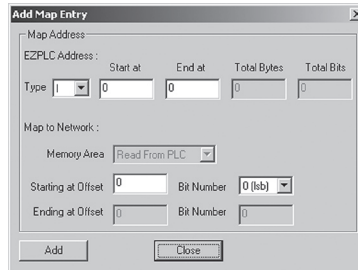 Add Map Entry
Map Address
EZPLC Address :
Start at End at Total Bytes Total Bits
Type I 0 0 0 0
Map to Network :
Memory Area Read From PLC
Starting at Offset 0 Bit Number 0 (lsb)
Ending at Offset 0 Bit Number 0
Add Close